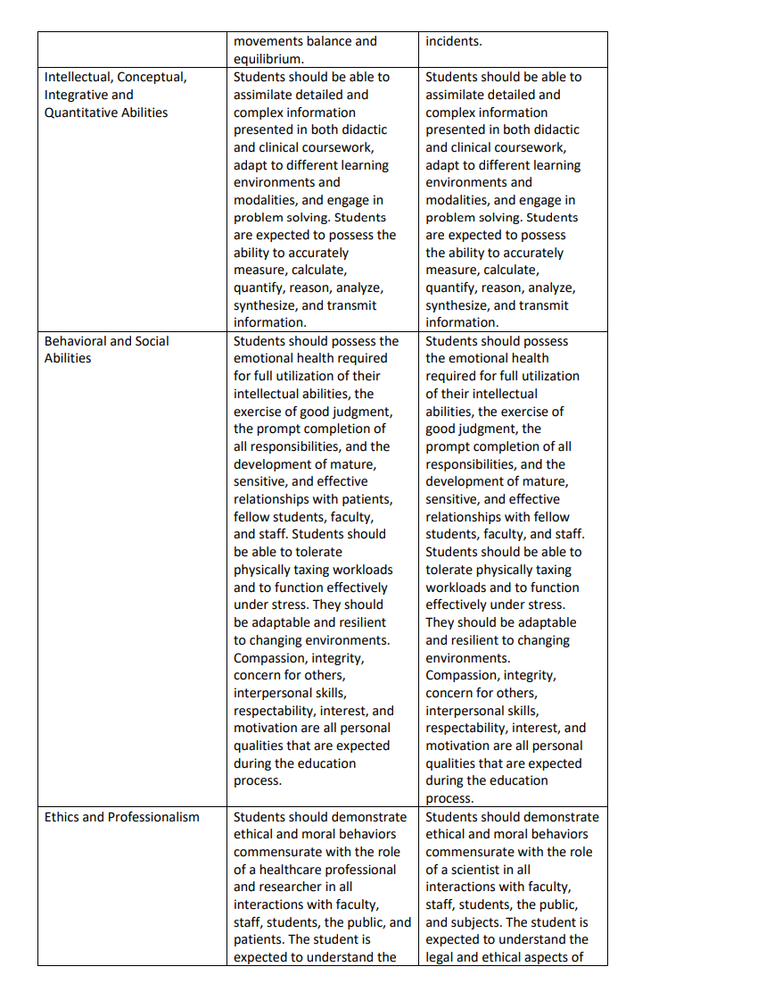 movements balance and
equilibrium.
incidents.
Intellectual, Conceptual,
Integrative and
Quantitative Abilities
Students should be able to
assimilate detailed and
complex information
presented in both didactic
and clinical coursework,
adapt to different learning
environments and
modalities, and engage in
problem solving. Students
are expected to possess the
ability to accurately
measure, calculate,
quantify, reason, analyze,
synthesize, and transmit
information.
Students should be able to
assimilate detailed and
complex information
presented in both didactic
and clinical coursework,
adapt to different learning
environments and
modalities, and engage in
problem solving. Students
are expected to possess
the ability to accurately
measure, calculate,
quantify, reason, analyze,
synthesize, and transmit
information.
Behavioral and Social
Abilities
Students should possess the
emotional health required
for full utilization of their
intellectual abilities, the
exercise of good judgment,
the prompt completion of
all responsibilities, and the
development of mature,
sensitive, and effective
relationships with patients,
fellow students, faculty,
and staff. Students should
be able to tolerate
physically taxing workloads
and to function effectively
under stress. They should
be adaptable and resilient
to changing environments.
Compassion, integrity,
concern for others,
interpersonal skills,
respectability, interest, and
motivation are all personal
qualities that are expected
during the education
process.
Students should possess
the emotional health
required for full utilization
of their intellectual
abilities, the exercise of
good judgment, the
prompt completion of all
responsibilities, and the
development of mature,
sensitive, and effective
relationships with fellow
students, faculty, and staff.
Students should be able to
tolerate physically taxing
workloads and to function
effectively under stress.
They should be adaptable
and resilient to changing
environments.
Compassion, integrity,
concern for others,
interpersonal skills,
respectability, interest, and
motivation are all personal
qualities that are expected
during the education
process.
Ethics and Professionalism
Students should demonstrate
ethical and moral behaviors
commensurate with the role
of a healthcare professional
and researcher in all
interactions with faculty,
staff, students, the public, and
patients. The student is
expected to understand the
Students should demonstrate
ethical and moral behaviors
commensurate with the role
of a scientist in all
interactions with faculty,
staff, students, the public,
and subjects. The student is
expected to understand the
legal and ethical aspects of